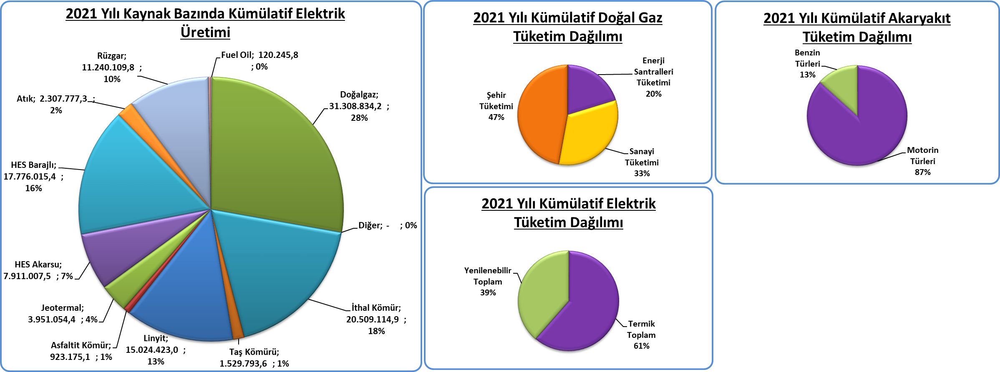 2021 Yılı Kaynak Bazında Kümülatif Elektrik
Üretimi
Fuel Oil;  120.245,8
; 0%
Doğalgaz;
31.308.834,2  ;
28%
Diğer;  -    ; 0%
İthal Kömür;
20.509.114,9  ;
18%
Taş Kömürü;
1.529.793,6  ; 1%
Linyit;
15.024.423,0  ;
13%
Asfaltit Kömür;
923.175,1  ; 1%
Jeotermal;
3.951.054,4  ; 4%
HES Akarsu;
7.911.007,5  ; 7%
HES Barajlı;
17.776.015,4  ;
16%
Atık;  2.307.777,3  ;
2%
Rüzgar;
11.240.109,8  ;
10%
2021 Yılı Kümülatif Doğal Gaz
Tüketim Dağılımı
Enerji
Santralleri
Tüketimi
20%
Sanayi
Tüketimi
33%
Şehir
Tüketimi
47%
2021 Yılı Kümülatif Akaryakıt
Tüketim Dağılımı
Benzin
Türleri
13%
Motorin
Türleri
87%
2021 Yılı Kümülatif Elektrik
Tüketim Dağılımı
Yenilenebilir
Toplam
39%
Termik
Toplam
61%